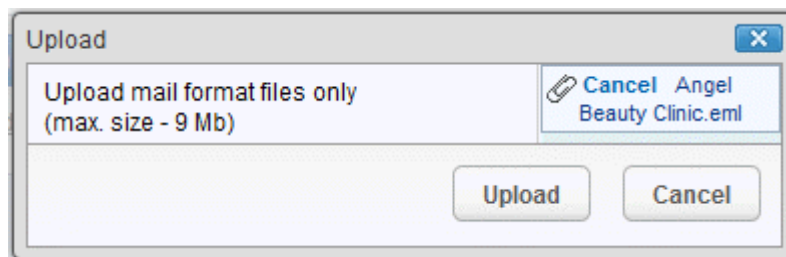 Upload
Upload mail format files only
(max. size - 9 Mb)
Cancel Angel
Beauty Clinic.eml
Upload
Cancel